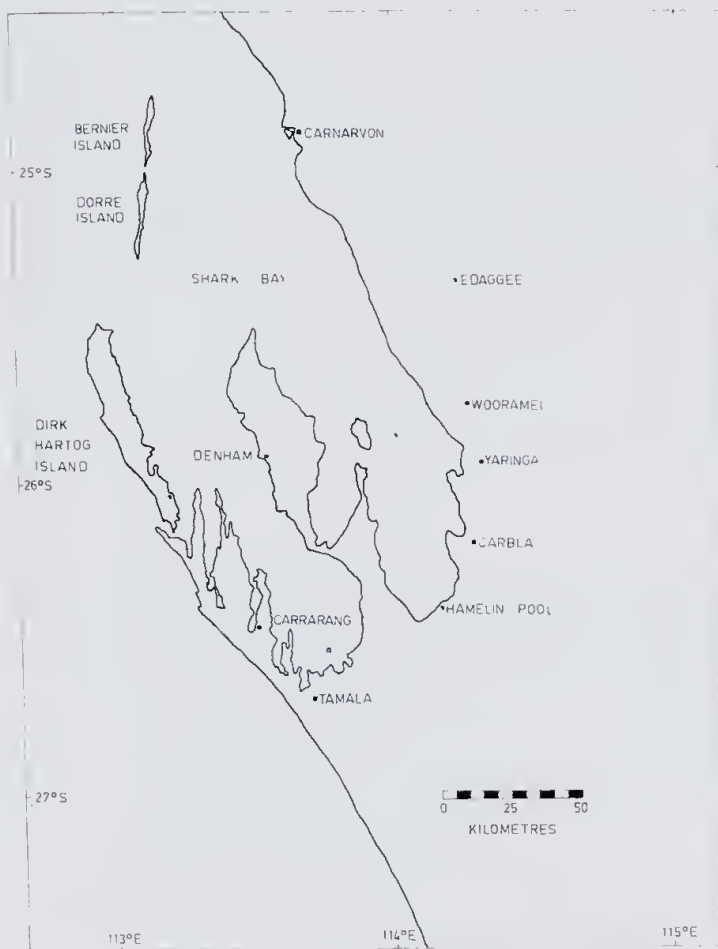 BERNIER
ISLAND
CARNARVON
25°S
DORRE
ISLAND
SHARK BAY
EDAGGEE
WOORAMEL
DIRK
HARTOG
ISLAND
DENHAM
YARINGA
26°S
CARBLA
HAMELIN POOL
CARRARANG
TAMALA
27°S
0 25 50
KILOMETRES
113°E 114°E 115°E